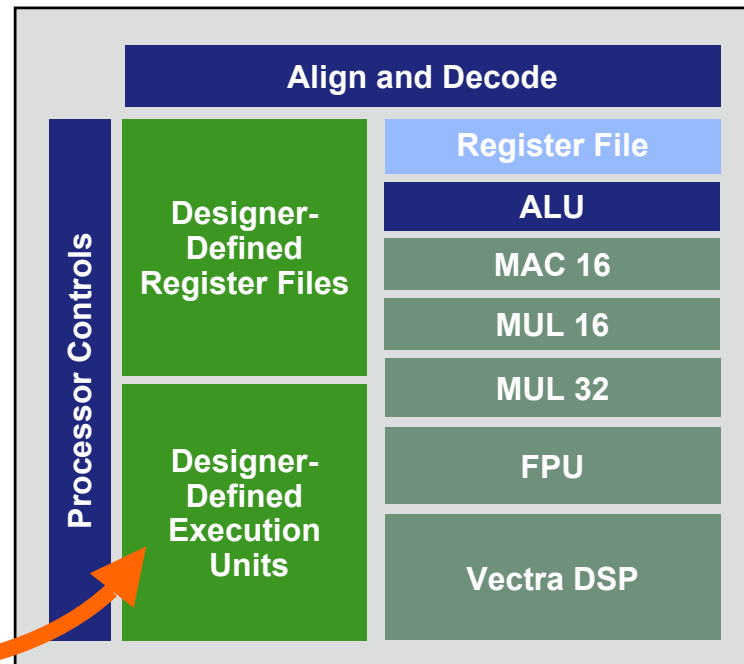 Align and Decode
Processor Controls
Designer-
Defined
Register Files
Designer-
Defined
Execution
Units
Register File
ALU
MAC 16
MUL 16
MUL 32
FPU
Vectra DSP